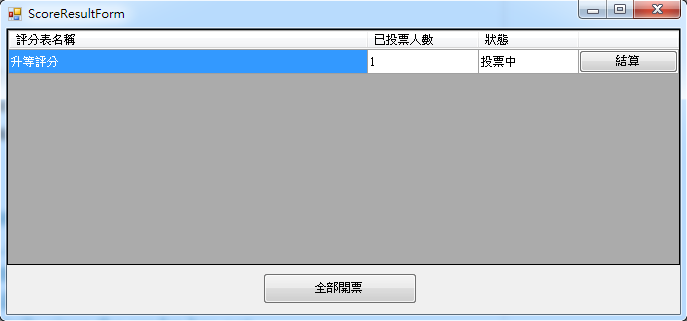 ScoreResultForm
評分表名稱 已投票人數 狀態
升等評分 1 投票中 結算
全部開票